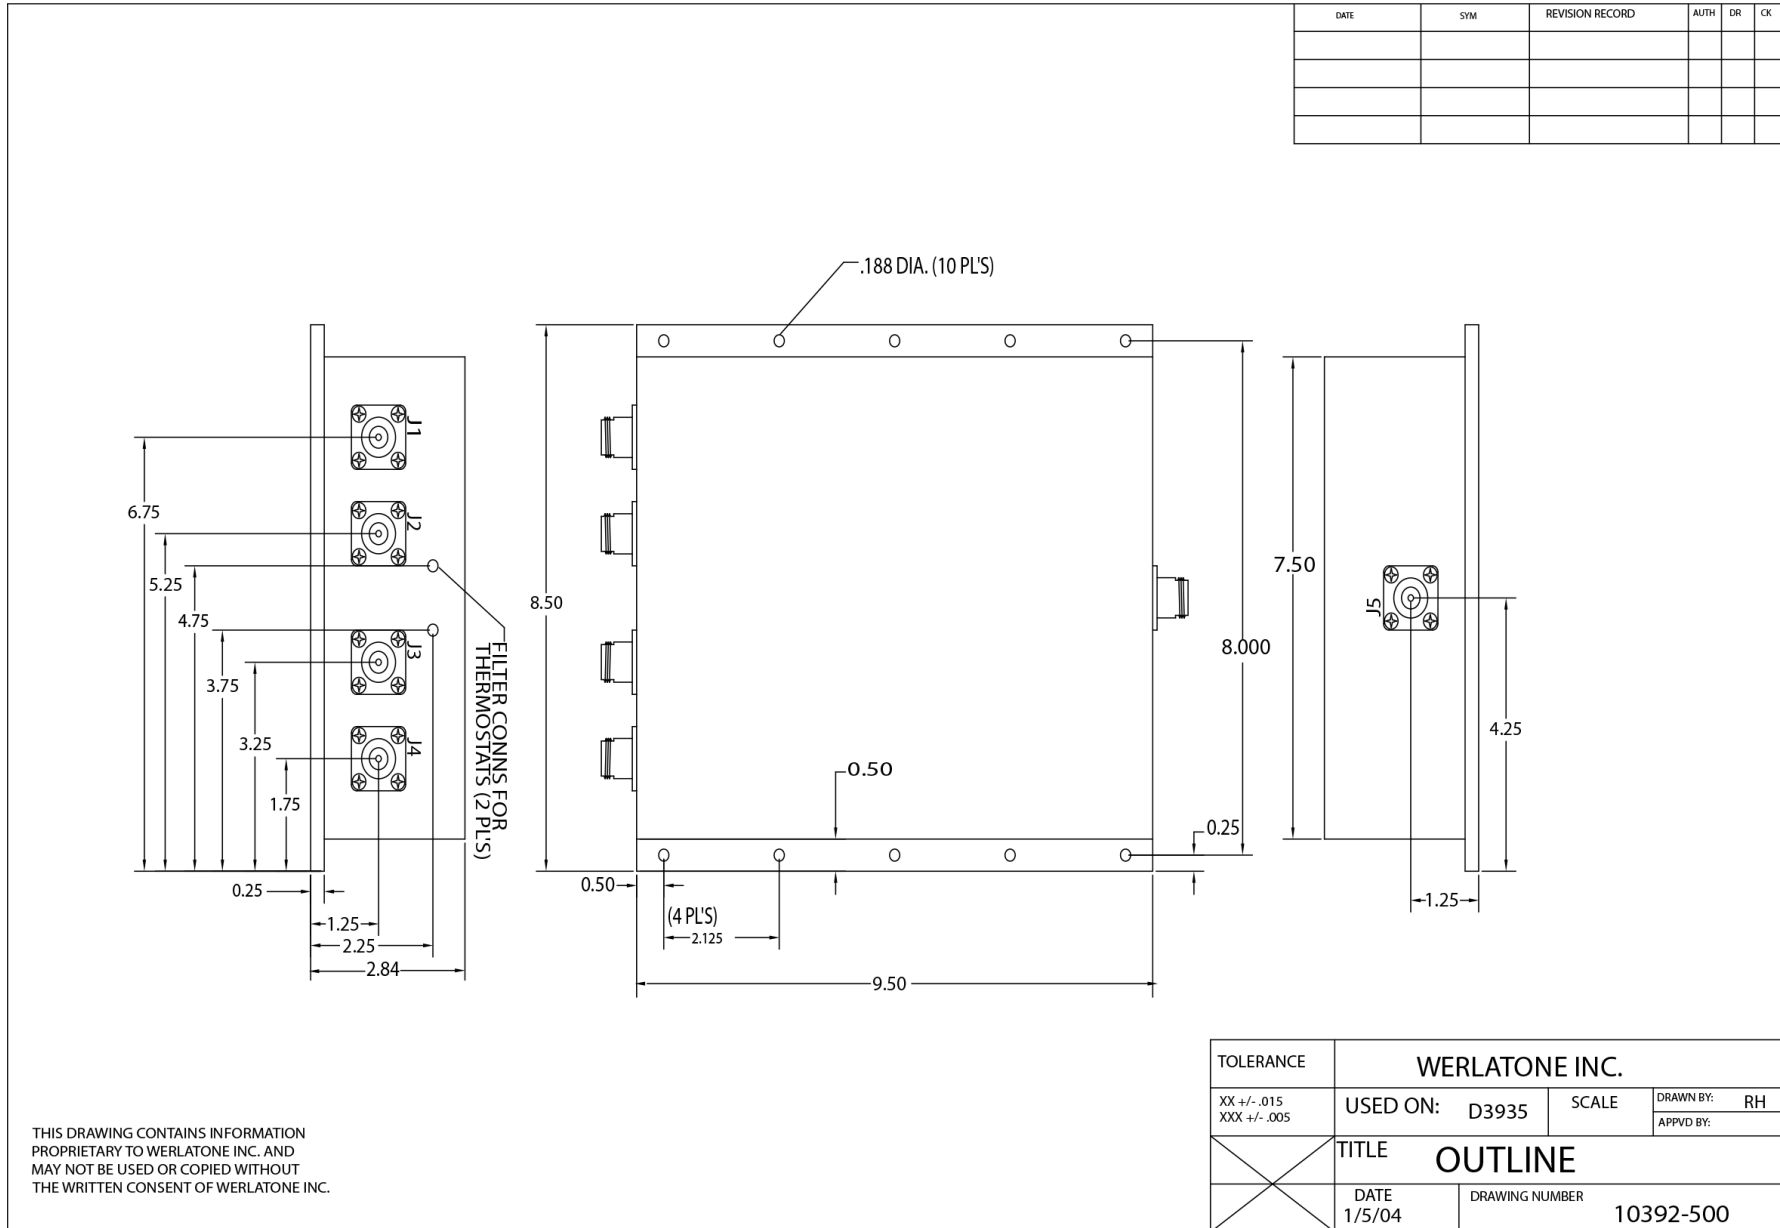 DATE SYM REVISION RECORD AUTH DR CK
.188 DIA. (10 PL'S)
J1
J2
J3
J4
6.75
5.25
4.75
3.75
3.25
1.75
0.25
1.25
2.25
2.84
FILTER CONNS FOR
THERMOSTATS (2 PL'S)
8.50
0.50
0.50
(4 PL'S)
2.125
9.50
0.25
8.000
7.50
J5
4.25
1.25
THIS DRAWING CONTAINS INFORMATION
PROPRIETARY TO WERLATONE INC. AND
MAY NOT BE USED OR COPIED WITHOUT
THE WRITTEN CONSENT OF WERLATONE INC.
TOLERANCE
XX +/- .015
XXX +/- .005
WERLATONE INC.
USED ON: D3935
SCALE
DRAWN BY: RH
APPVD BY:
TITLE OUTLINE
DATE
1/5/04
DRAWING NUMBER
10392-500